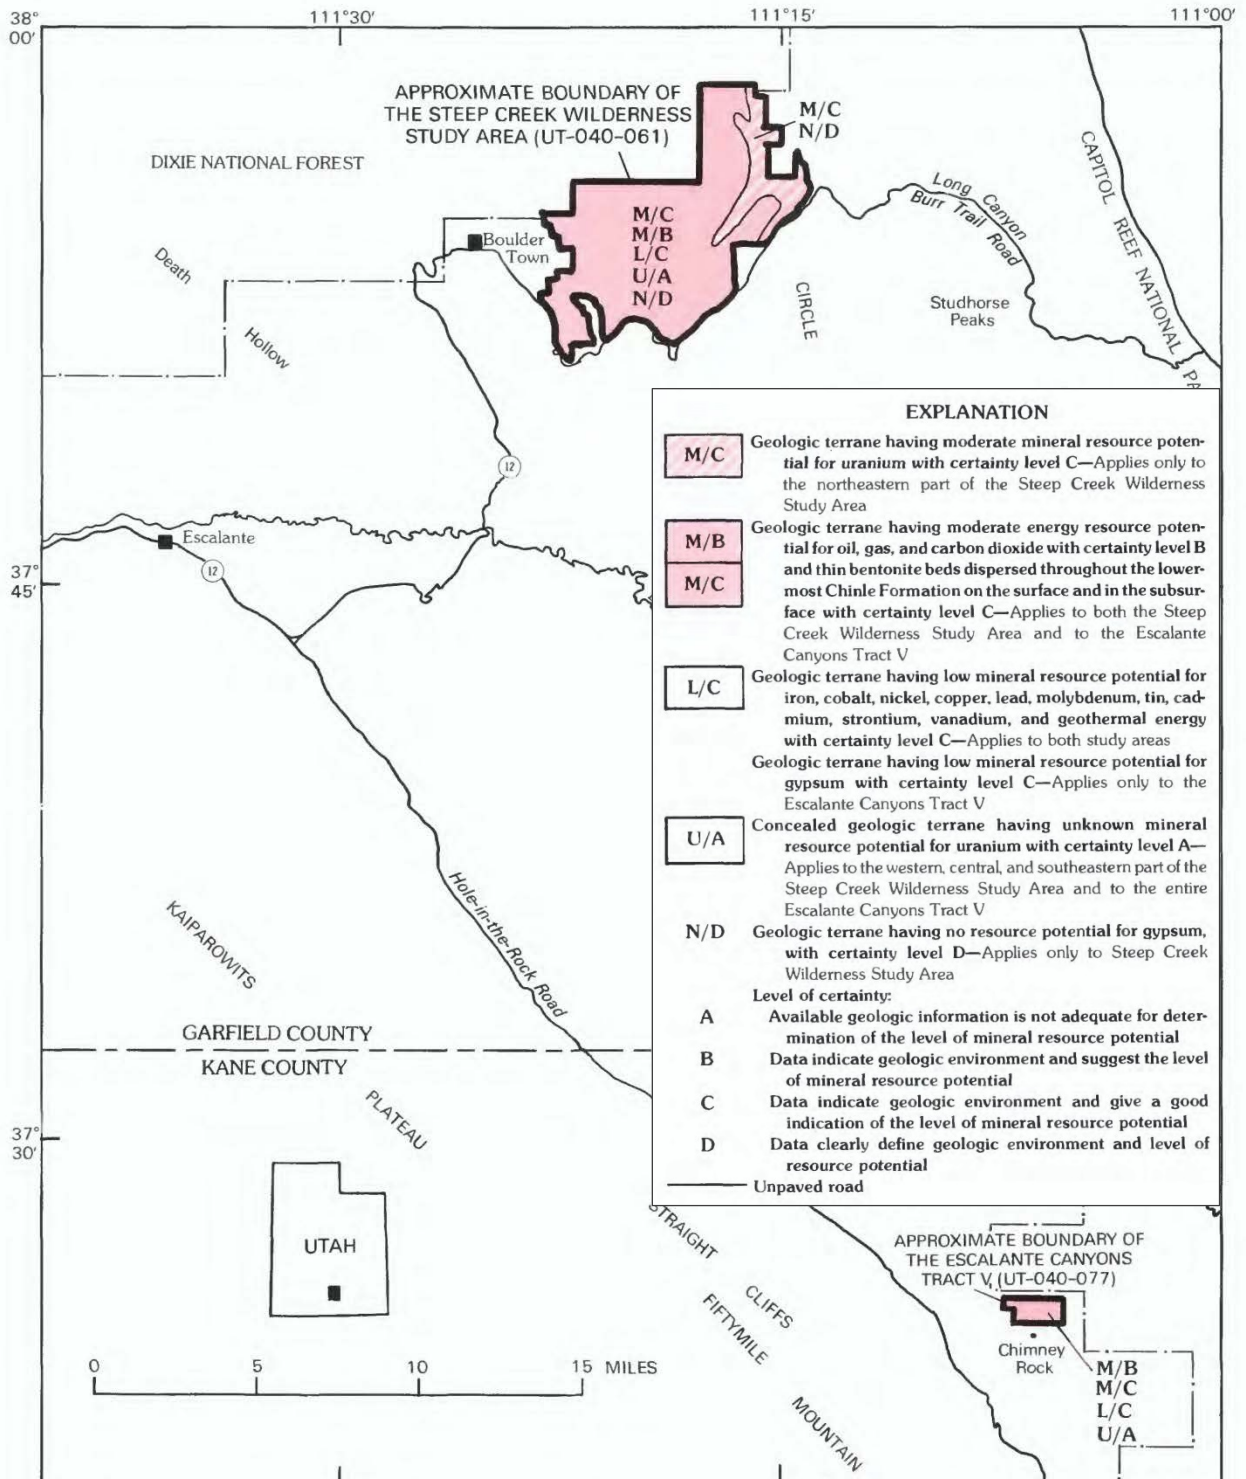 38°
00′
111°30′
111°15′
111°00′
APPROXIMATE BOUNDARY OF
THE STEEP CREEK WILDERNESS
STUDY AREA (UT-040-061)
M/C
N/D
DIXIE NATIONAL FOREST
CAPITOL REEF NATIONAL PA
Long Canyon
Burr Trail Road
M/C
M/B
L/C
U/A
N/D
Boulder
Town
Death
Hollow
CIRCLE
Studhorse
Peaks
12
Escalante
12
37°
45′
EXPLANATION
M/C
Geologic terrane having moderate mineral resource poten-
tial for uranium with certainty level C—Applies only to
the northeastern part of the Steep Creek Wilderness
Study Area
M/B
M/C
Geologic terrane having moderate energy resource poten-
tial for oil, gas, and carbon dioxide with certainty level B
and thin bentonite beds dispersed throughout the lower-
most Chinle Formation on the surface and in the subsur-
face with certainty level C—Applies to both the Steep
Creek Wilderness Study Area and to the Escalante
Canyons Tract V
L/C
Geologic terrane having low mineral resource potential for
iron, cobalt, nickel, copper, lead, molybdenum, tin, cad-
mium, strontium, vanadium, and geothermal energy
with certainty level C—Applies to both study areas
Geologic terrane having low mineral resource potential for
gypsum with certainty level C—Applies only to the
Escalante Canyons Tract V
U/A
Concealed geologic terrane having unknown mineral
resource potential for uranium with certainty level A—
Applies to the western, central, and southeastern part of the
Steep Creek Wilderness Study Area and to the entire
Escalante Canyons Tract V
N/D
Geologic terrane having no resource potential for gypsum,
with certainty level D—Applies only to Steep Creek
Wilderness Study Area
Level of certainty:
A Available geologic information is not adequate for deter-
mination of the level of mineral resource potential
B Data indicate geologic environment and suggest the level
of mineral resource potential
C Data indicate geologic environment and give a good
indication of the level of mineral resource potential
D Data clearly define geologic environment and level of
resource potential
Unpaved road
Hole-in-the-Rock Road
KAIPAROWITS
PLATEAU
GARFIELD COUNTY
KANE COUNTY
37°
30′
UTAH
STRAIGHT
CLIFFS
FIFTYMILE
MOUNTAIN
APPROXIMATE BOUNDARY OF
THE ESCALANTE CANYONS
TRACT V, (UT-040-077)
Chimney
Rock
M/B
M/C
L/C
U/A
0 5 10 15 MILES